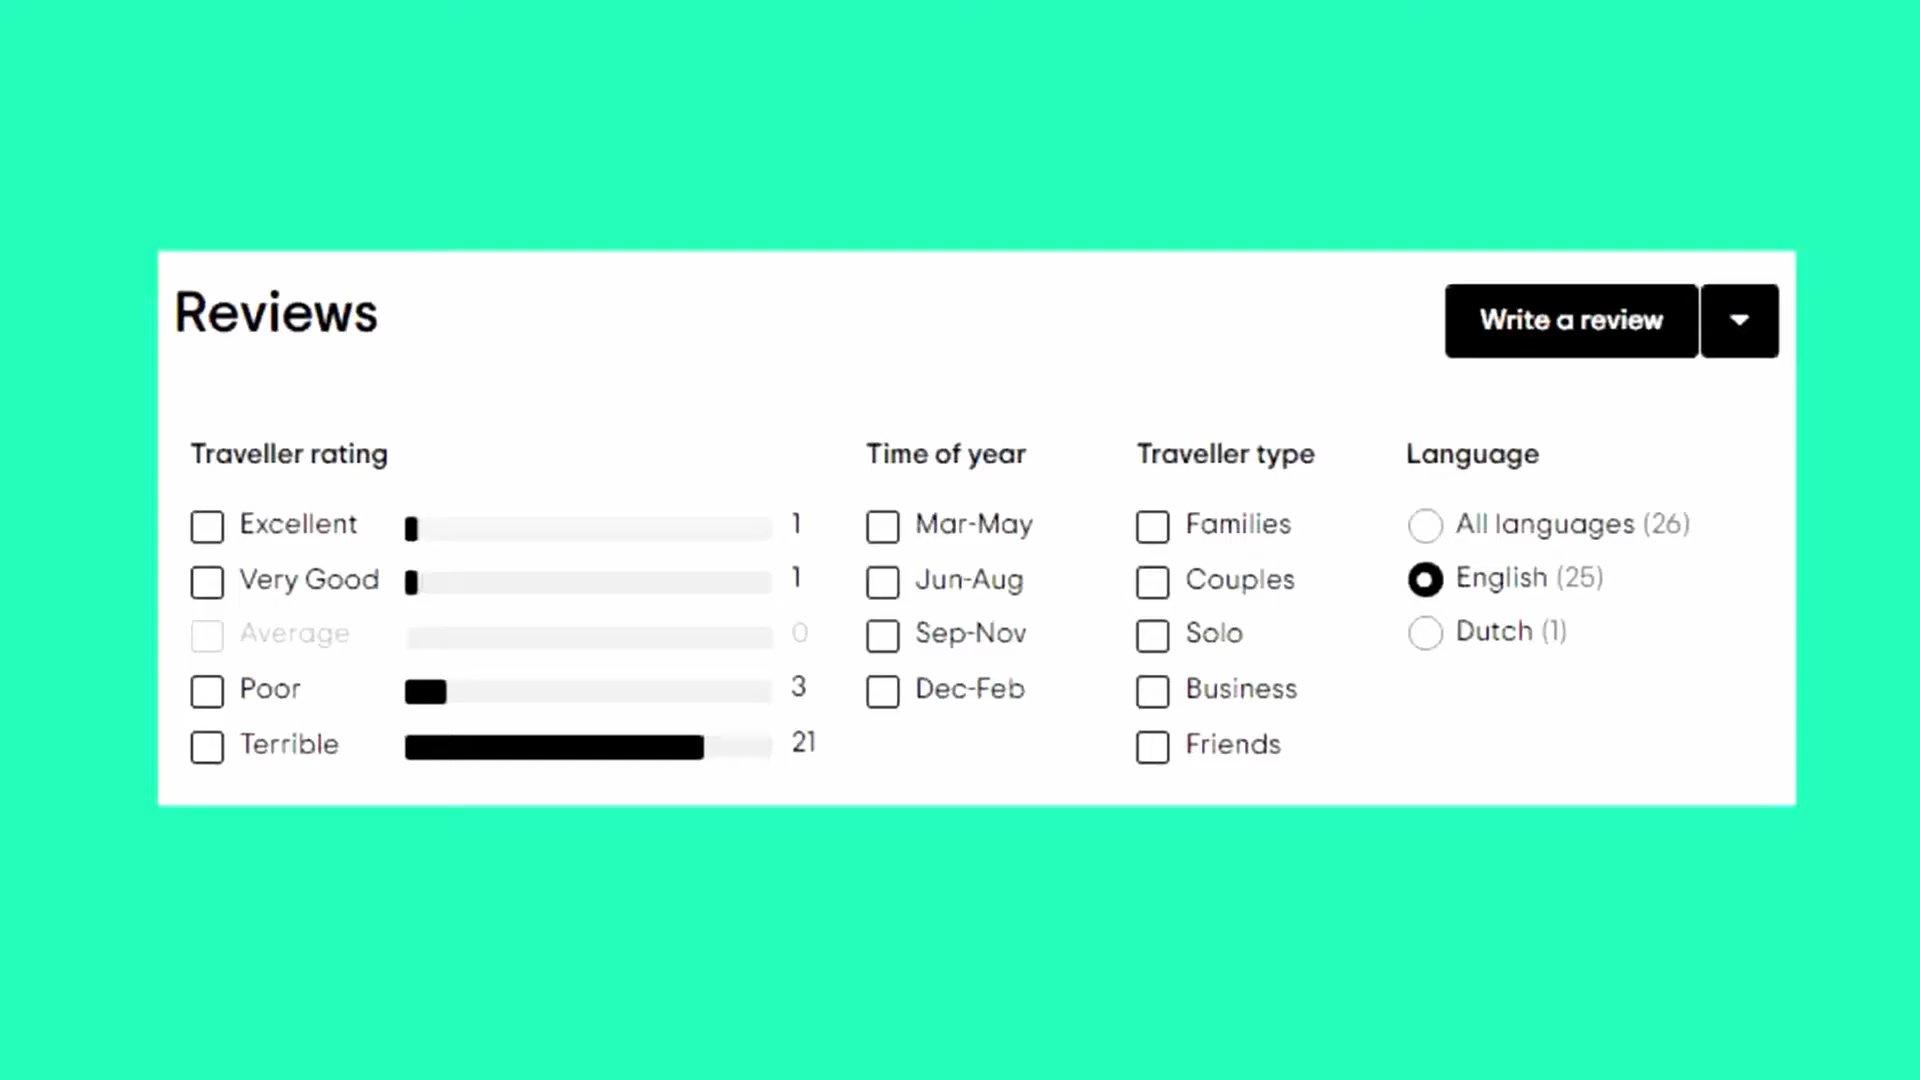 Reviews
Write a review
Traveller rating
Excellent 1
Very Good 1
Average 0
Poor 3
Terrible 21
Time of year
Mar-May
Jun-Aug
Sep-Nov
Dec-Feb
Traveller type
Families
Couples
Solo
Business
Friends
Language
All languages (26)
English (25)
Dutch (1)